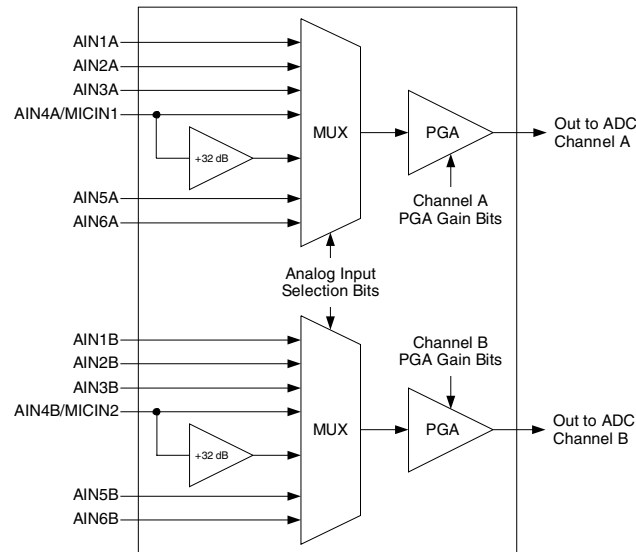 AIN1A
AIN2A
AIN3A
AIN4A/MICIN1
+32 dB
AIN5A
AIN6A
MUX
PGA
Out to ADC
Channel A
Channel A
PGA Gain Bits
Analog Input
Selection Bits
AIN1B
AIN2B
AIN3B
AIN4B/MICIN2
+32 dB
AIN5B
AIN6B
MUX
Channel B
PGA Gain Bits
PGA
Out to ADC
Channel B